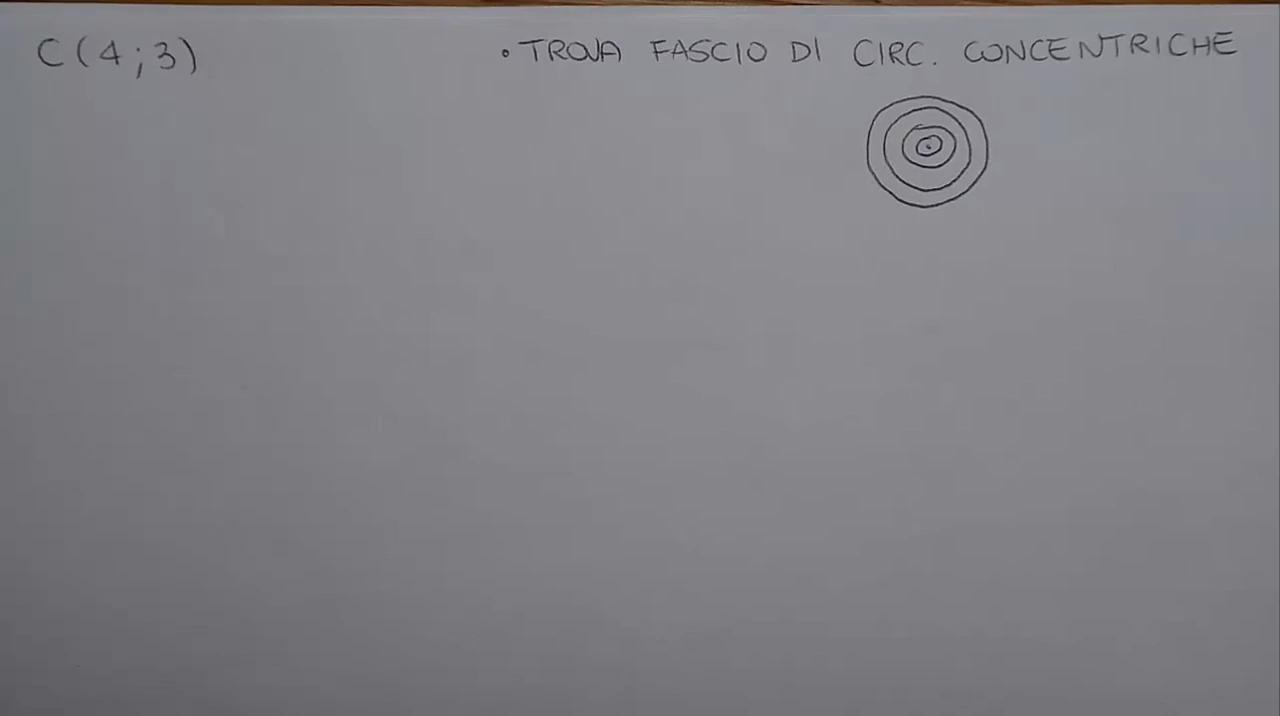 C(4;3)
• TROVA FASCIO DI CIRC. CONCENTRICHE